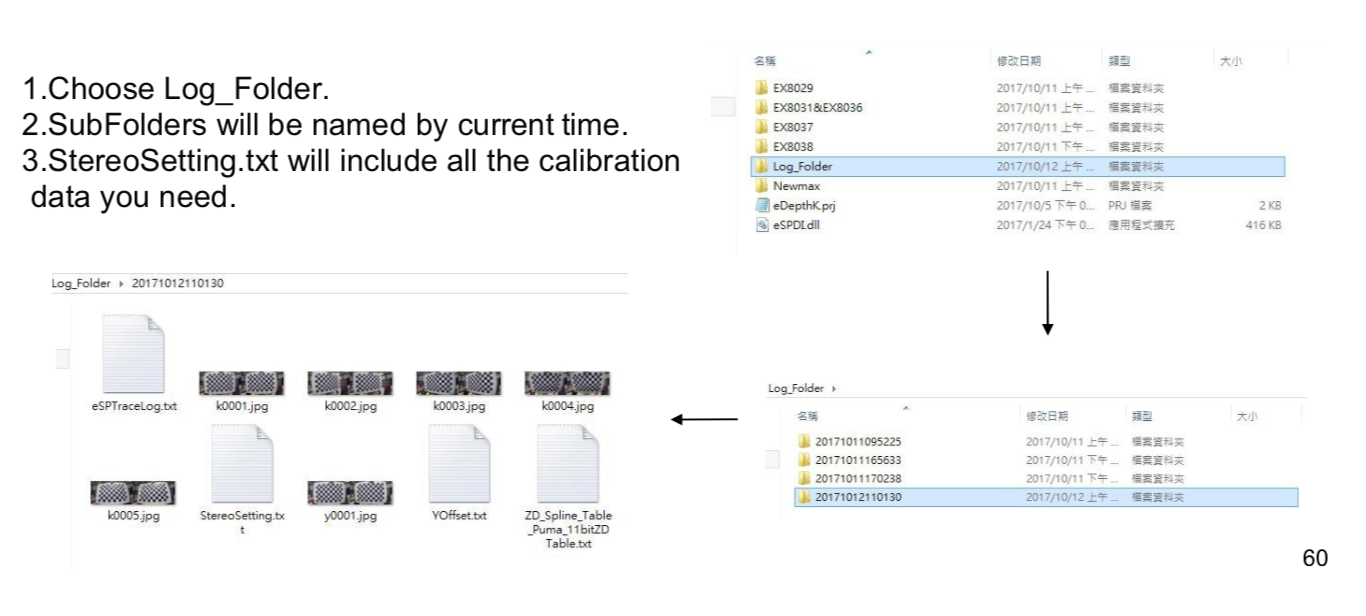 1.Choose Log_Folder.
2.SubFolders will be named by current time.
3.StereoSetting.txt will include all the calibration
data you need.
名稱 修改日期 類型 大小
EX8029 2017/10/11 上午 ... 檔案資料夾
EX8031&EX8036 2017/10/11 上午 ... 檔案資料夾
EX8037 2017/10/11 上午 ... 檔案資料夾
EX8038 2017/10/11 下午 ... 檔案資料夾
Log_Folder 2017/10/12 上午 ... 檔案資料夾
Newmax 2017/10/11 上午 ... 檔案資料夾
eDepthK.prj 2017/10/5 下午 0... PRJ 檔案 2 KB
eSPDI.dll 2017/1/24 下午 0... 應用程式擴充 416 KB
Log_Folder
名稱 修改日期 類型 大小
20171011095225 2017/10/11 上午 ... 檔案資料夾
20171011165633 2017/10/11 下午 ... 檔案資料夾
20171011170238 2017/10/11 下午 ... 檔案資料夾
20171012110130 2017/10/12 上午 ... 檔案資料夾
Log_Folder 20171012110130
eSPTraceLog.txt k0001.jpg k0002.jpg k0003.jpg k0004.jpg
k0005.jpg StereoSetting.tx y0001.jpg YOffset.txt ZD_Spline_Table
t _Puma_11bitZD
Table.txt
60